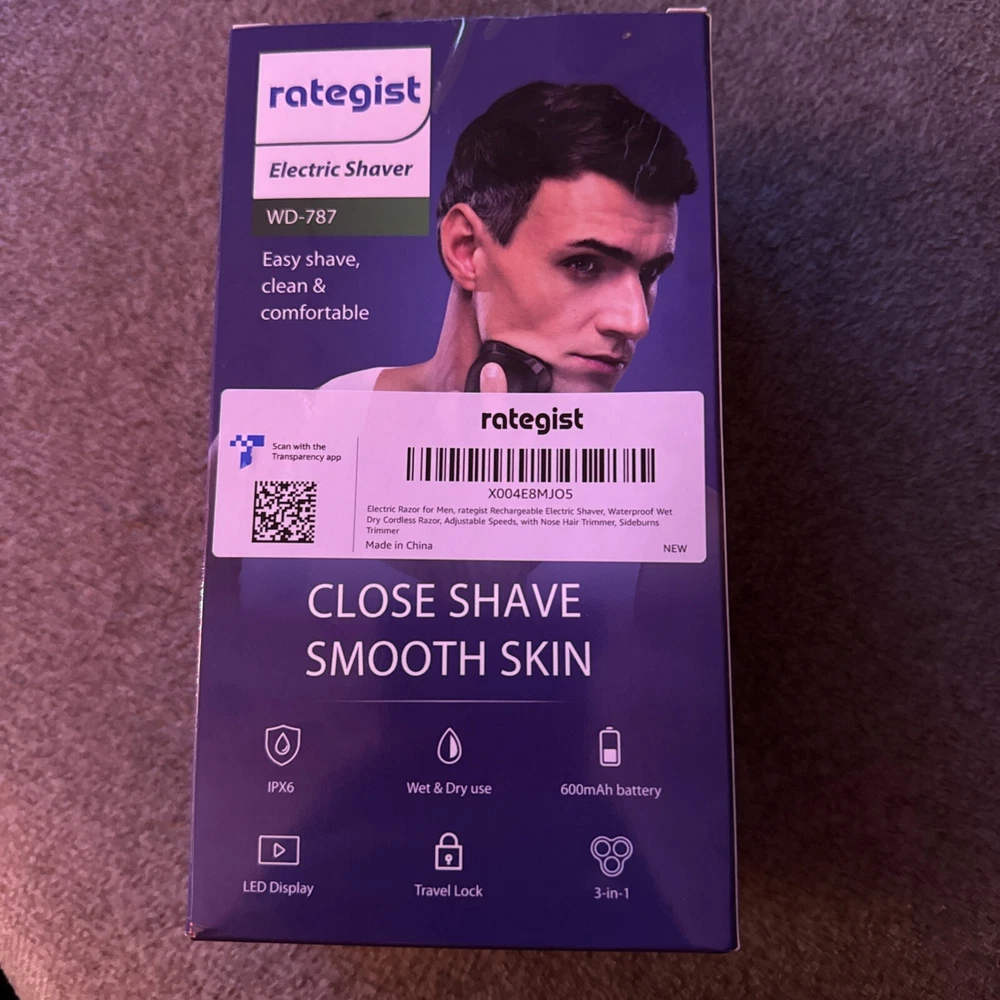 rategist
Electric Shaver
WD-787
Easy shave,
clean &
comfortable
rategist
Scan with the
Transparency app
X004E8MJO5
Electric Razor for Men, rategist Rechargeable Electric Shaver, Waterproof Wet
Dry Cordless Razor, Adjustable Speeds, with Nose Hair Trimmer, Sideburns
Trimmer
Made in China
NEW
CLOSE SHAVE
SMOOTH SKIN
IPX6
Wet & Dry use
600mAh battery
LED Display
Travel Lock
3-in-1